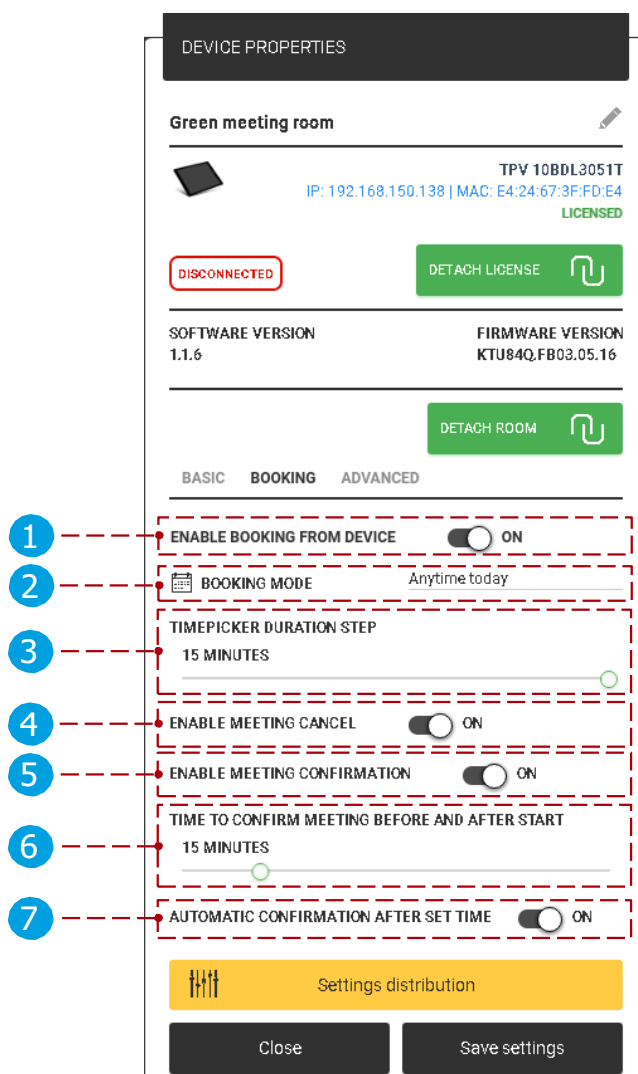 DEVICE PROPERTIES
Green meeting room
TPV 10BDL3051T
IP: 192.168.150.138 | MAC: E4:24:67:3F:FD:E4
LICENSED
DISCONNECTED
DETACH LICENSE
SOFTWARE VERSION
FIRMWARE VERSION
1.1.6
KTU84Q.FB03.05.16
DETACH ROOM
BASIC BOOKING ADVANCED
1 ENABLE BOOKING FROM DEVICE ON
2 BOOKING MODE Anytime today
TIMEPICKER DURATION STEP
3 15 MINUTES
4 ENABLE MEETING CANCEL ON
5 ENABLE MEETING CONFIRMATION ON
TIME TO CONFIRM MEETING BEFORE AND AFTER START
6 15 MINUTES
7 AUTOMATIC CONFIRMATION AFTER SET TIME ON
Settings distribution
Close Save settings